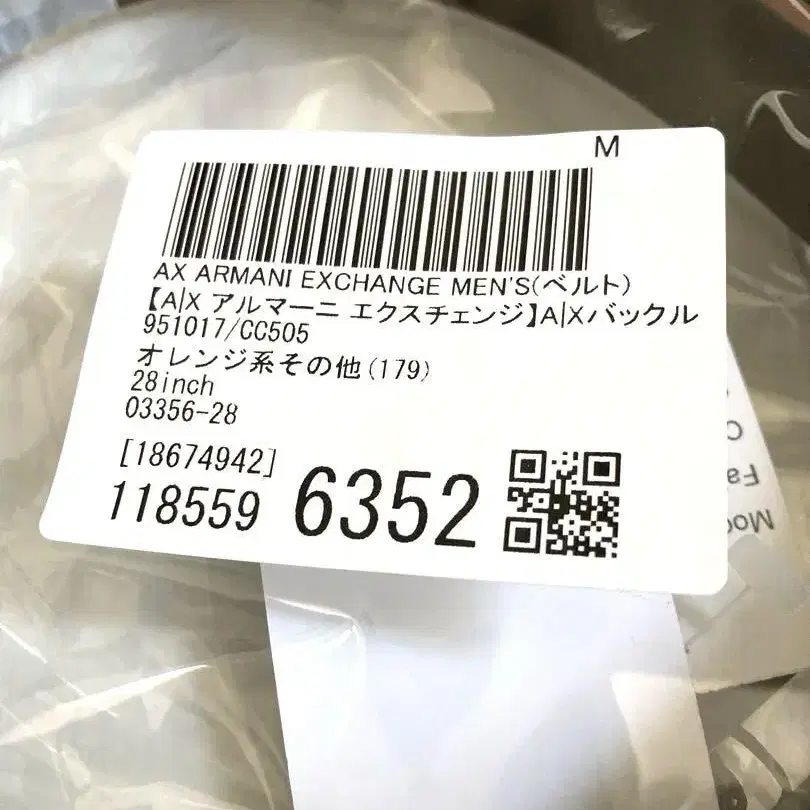 M
AX ARMANI EXCHANGE MEN'S(ベルト)
【A|X アルマーニ エクスチェンジ】A|Xバックル
951017/CC505
オレンジ系その他(179)
28inch
03356-28
[18674942]
118559 6352